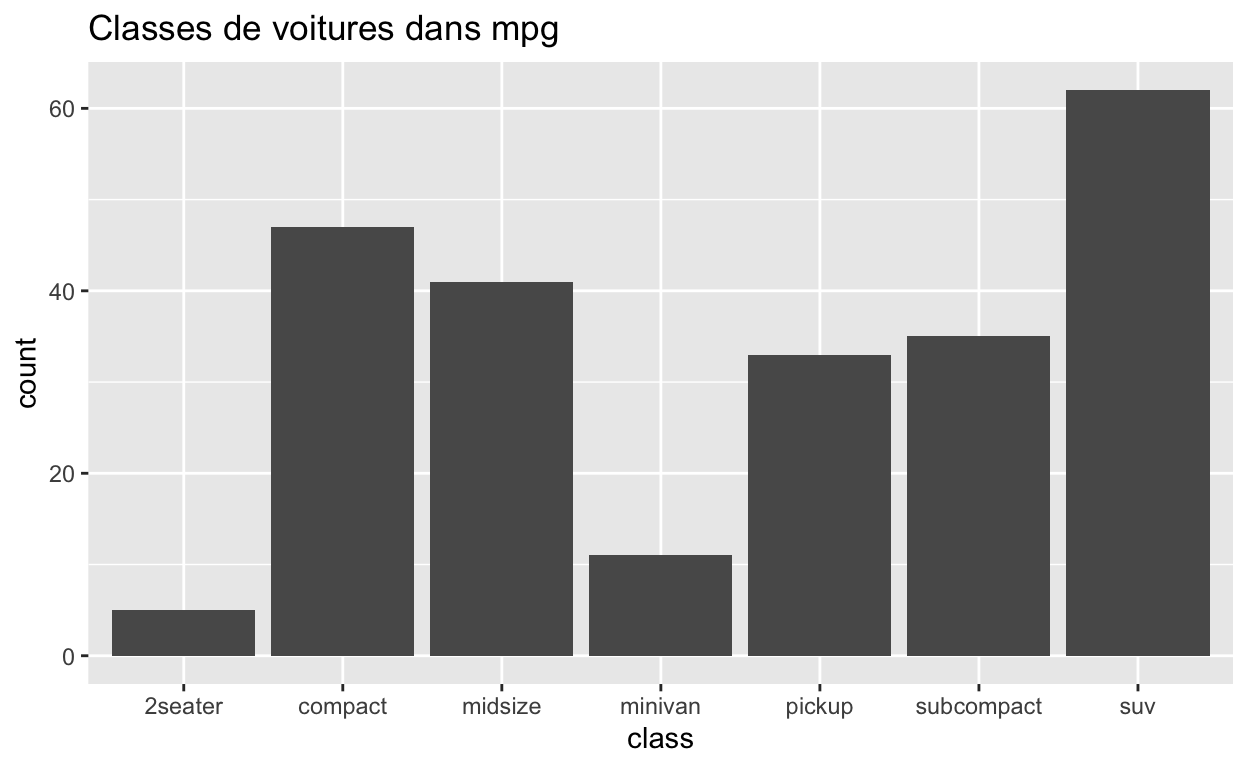 Classes de voitures dans mpg
60
40
20
0
count
2seater compact midsize minivan pickup subcompact suv
class